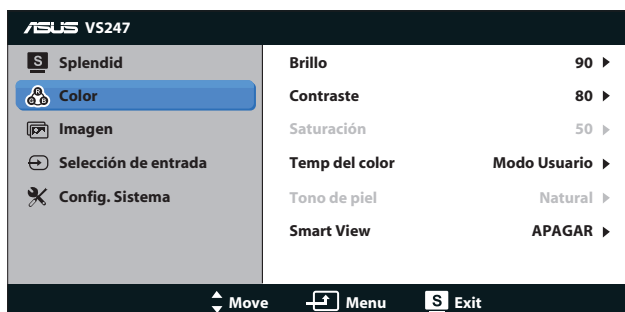 ASUS VS247
S Splendid
Color
Imagen
Selección de entrada
Config. Sistema
Brillo 90
Contraste 80
Saturación 50
Temp del color Modo Usuario
Tono de piel Natural
Smart View APAGAR
Move Menu S Exit